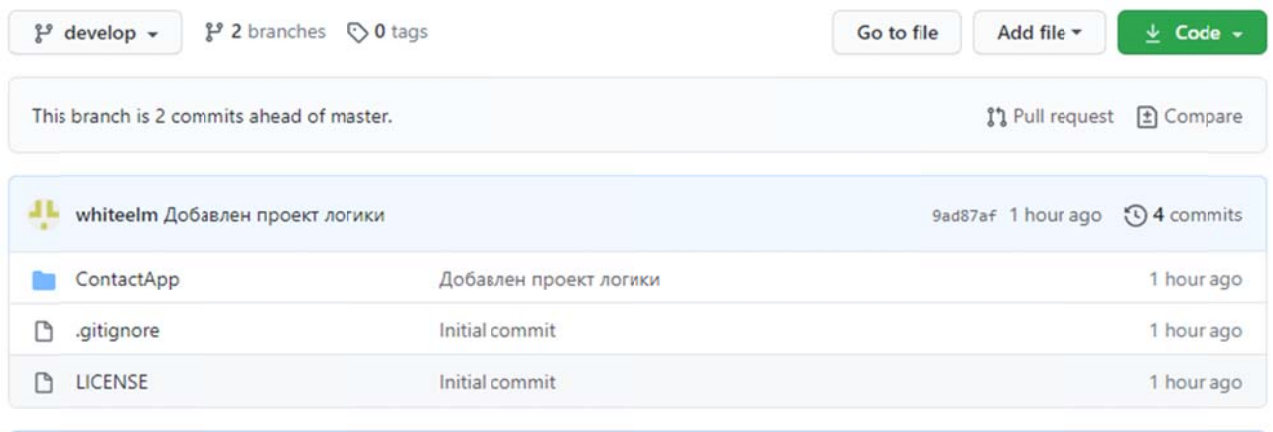 develop 2 branches 0 tags Go to file Add file Code
This branch is 2 commits ahead of master. Pull request Compare
whiteelm Добавлен проект логики 9ad87af 1 hour ago 4 commits
ContactApp Добавлен проект логики 1 hour ago
.gitignore Initial commit 1 hour ago
LICENSE Initial commit 1 hour ago